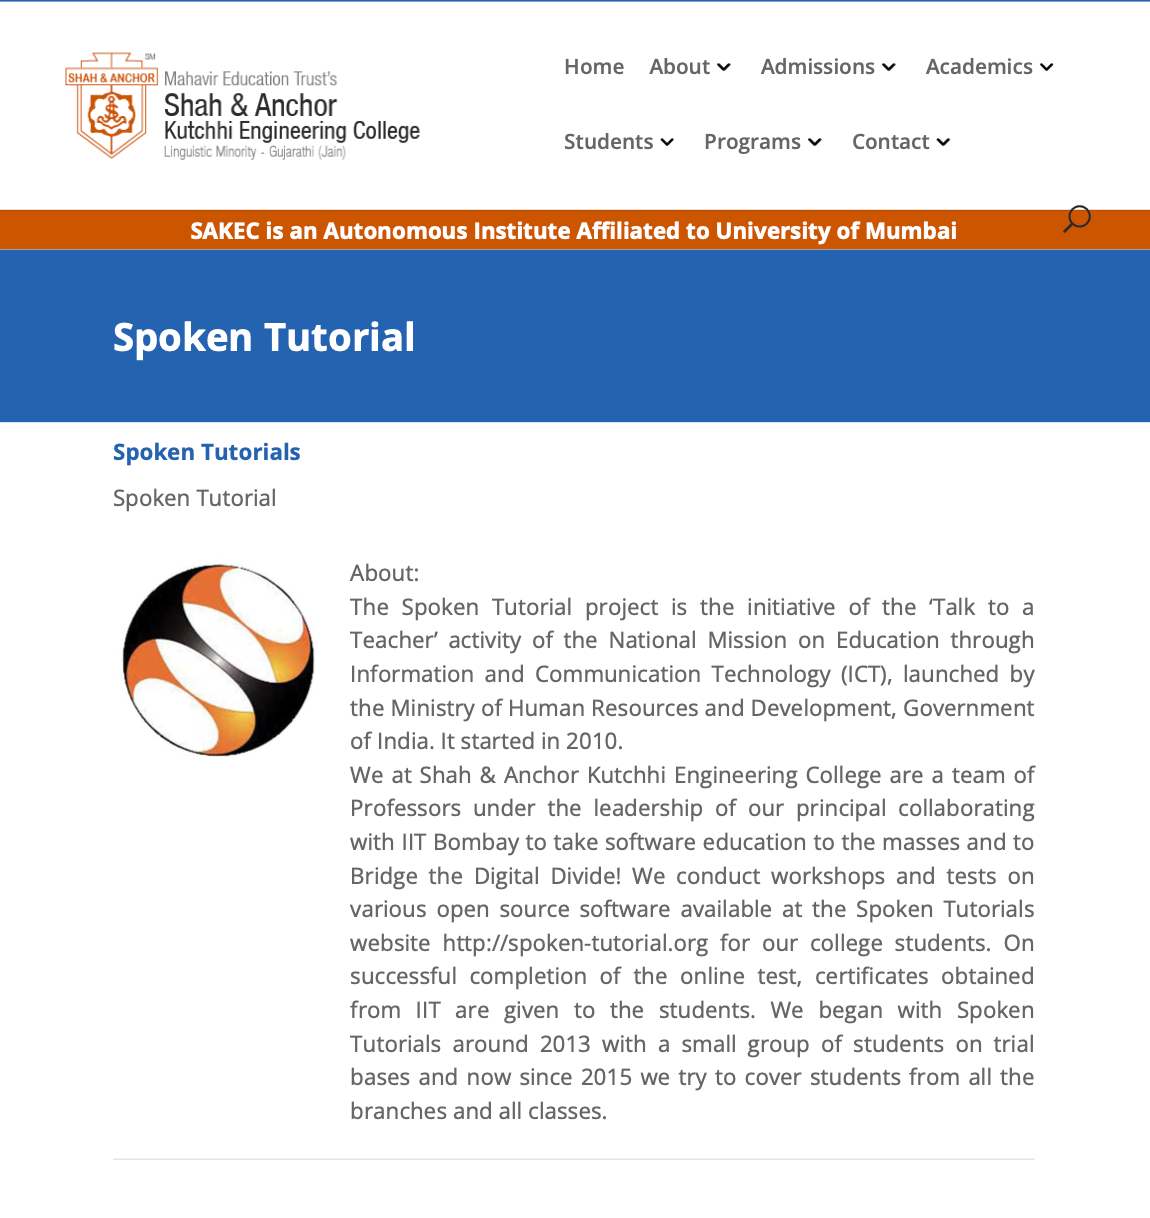 SHAH & ANCHOR
SM
Mahavir Education Trust's
Shah & Anchor
Kutchhi Engineering College
Linguistic Minority - Gujarathi (Jain)
Home About Admissions Academics
Students Programs Contact
SAKEC is an Autonomous Institute Affiliated to University of Mumbai
Spoken Tutorial
Spoken Tutorials
Spoken Tutorial
About:
The Spoken Tutorial project is the initiative of the ‘Talk to a
Teacher’ activity of the National Mission on Education through
Information and Communication Technology (ICT), launched by
the Ministry of Human Resources and Development, Government
of India. It started in 2010.
We at Shah & Anchor Kutchhi Engineering College are a team of
Professors under the leadership of our principal collaborating
with IIT Bombay to take software education to the masses and to
Bridge the Digital Divide! We conduct workshops and tests on
various open source software available at the Spoken Tutorials
website http://spoken-tutorial.org for our college students. On
successful completion of the online test, certificates obtained
from IIT are given to the students. We began with Spoken
Tutorials around 2013 with a small group of students on trial
bases and now since 2015 we try to cover students from all the
branches and all classes.